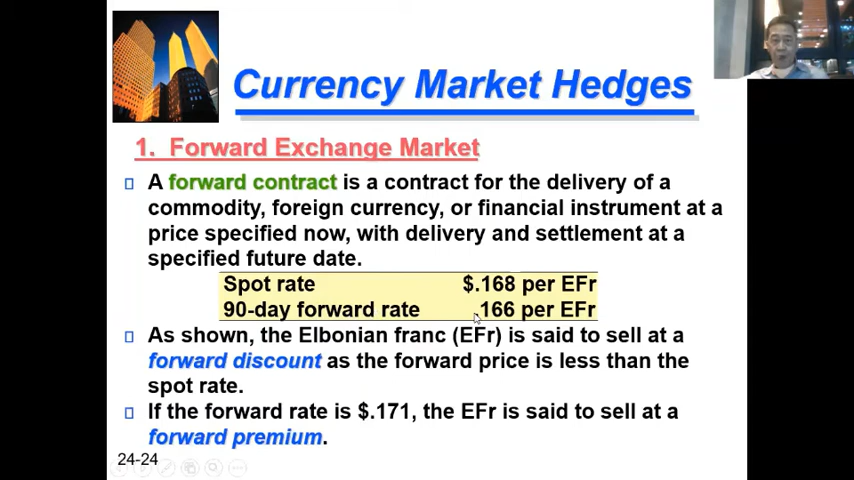 Currency Market Hedges
1. Forward Exchange Market
A forward contract is a contract for the delivery of a
commodity, foreign currency, or financial instrument at a
price specified now, with delivery and settlement at a
specified future date.
Spot rate $.168 per EFr
90-day forward rate .166 per EFr
As shown, the Elbonian franc (EFr) is said to sell at a
forward discount as the forward price is less than the
spot rate.
If the forward rate is $.171, the EFr is said to sell at a
forward premium.
24-24